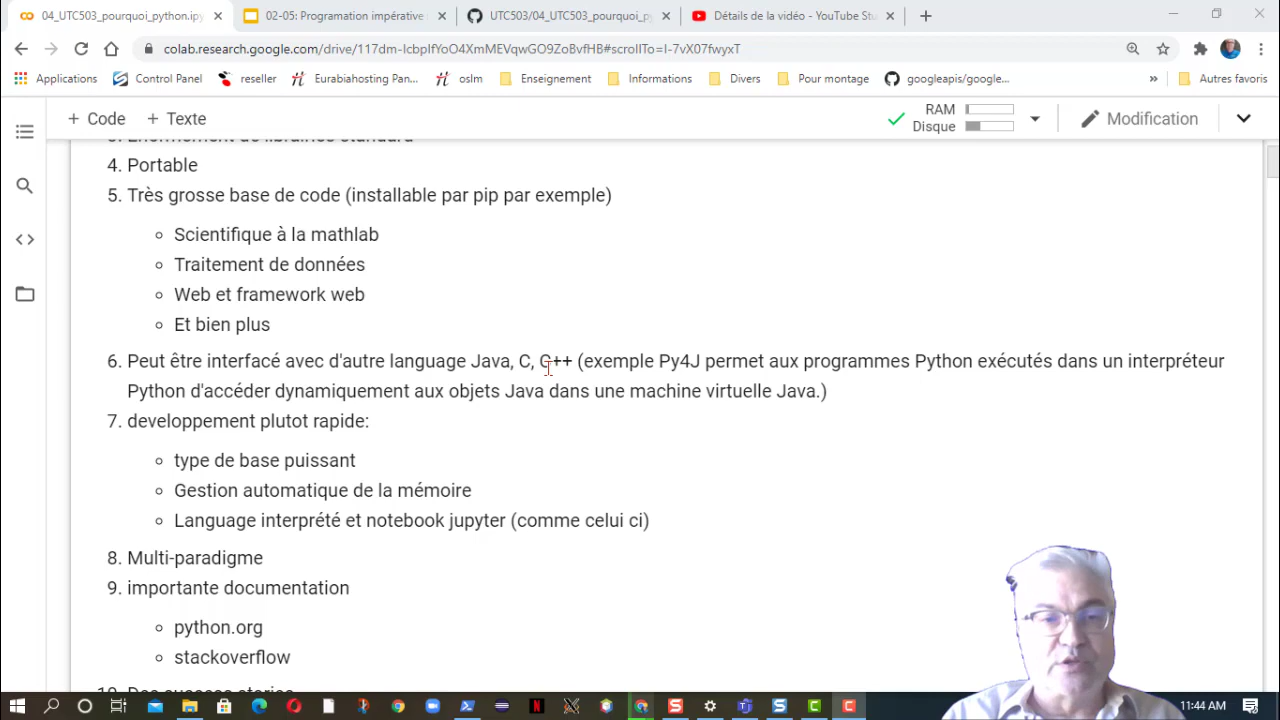 04_UTC503_pourquoi_python.ipy
02-05: Programation impérative
UTC503/04_UTC503_pourquoi_p
Détails de la vidéo - YouTube Stu
colab.research.google.com/drive/117dm-IcbpIfYoO4XmMEVqwGO9ZoBvfHB#scrollTo=I-7vX07fwyxT
Applications
Control Panel
reseller
Eurabiahosting Pan...
oslm
Enseignement
Informations
Divers
Pour montage
googleapis/google...
»
Autres favoris
+ Code
+ Texte
RAM
Disque
Modification
4. Portable
5. Très grosse base de code (installable par pip par exemple)
Scientifique à la mathlab
Traitement de données
Web et framework web
Et bien plus
6. Peut être interfacé avec d'autre language Java, C, C++ (exemple Py4J permet aux programmes Python exécutés dans un interpréteur
Python d'accéder dynamiquement aux objets Java dans une machine virtuelle Java.)
7. developpement plutot rapide:
type de base puissant
Gestion automatique de la mémoire
Language interprété et notebook jupyter (comme celui ci)
8. Multi-paradigme
9. importante documentation
python.org
stackoverflow
10. Des success stories
11:44 AM